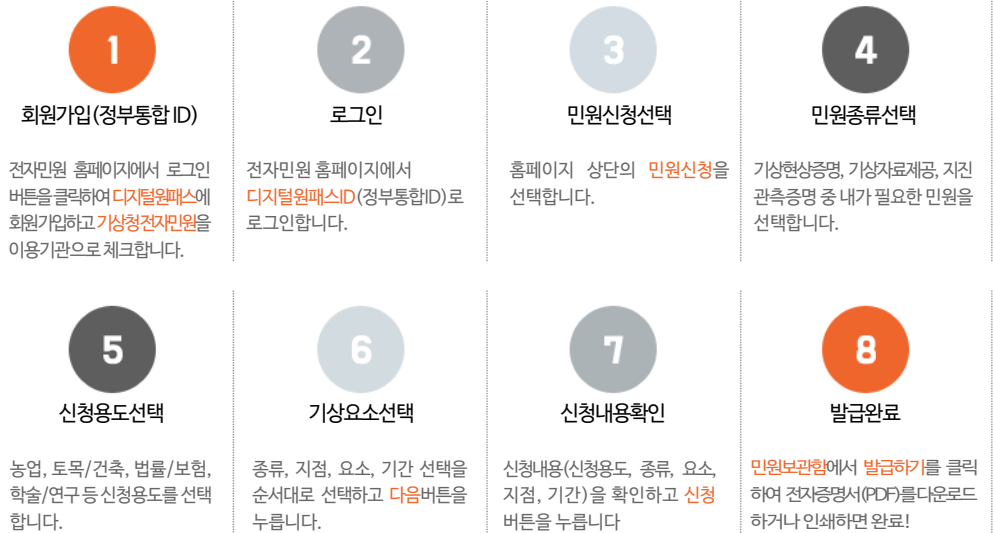 1
회원가입(정부통합 ID)
전자민원 홈페이지에서 로그인
버튼을 클릭하여 디지털원패스에
회원가입하고 기상청전자민원을
이용기관으로 체크합니다.
2
로그인
전자민원 홈페이지에서
디지털원패스ID(정부통합ID)로
로그인합니다.
3
민원신청선택
홈페이지 상단의 민원신청을
선택합니다.
4
민원종류선택
기상현상증명, 기상자료제공, 지진
관측증명 중 내가 필요한 민원을
선택합니다.
5
신청용도선택
농업, 토목/건축, 법률/보험,
학술/연구 등 신청용도를 선택
합니다.
6
기상요소선택
종류, 지점, 요소, 기간 선택을
순서대로 선택하고 다음버튼을
누릅니다.
7
신청내용확인
신청내용(신청용도, 종류, 요소,
지점, 기간)을 확인하고 신청
버튼을 누릅니다
8
발급완료
민원보관함에서 발급하기를 클릭
하여 전자증명서(PDF)를다운로드
하거나 인쇄하면 완료!